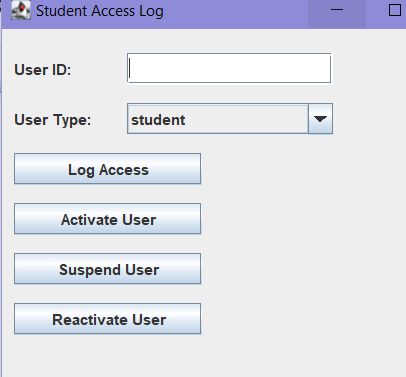 Student Access Log
User ID:
User Type: student
Log Access
Activate User
Suspend User
Reactivate User